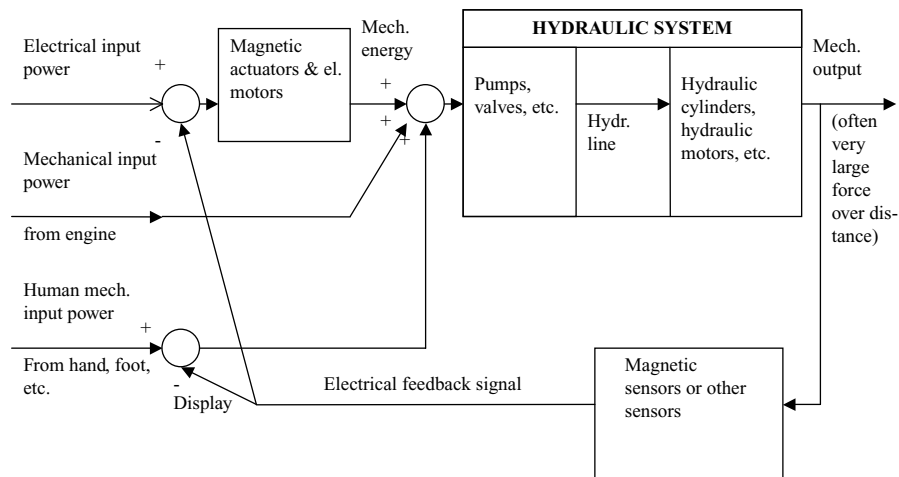 Electrical input
power
+
-
Magnetic
actuators & el.
motors
Mech.
energy
+
+
+
HYDRAULIC SYSTEM
Pumps,
valves, etc.
Hydr.
line
Hydraulic
cylinders,
hydraulic
motors, etc.
Mech.
output
(often
very
large
force
over dis-
tance)
Mechanical input
power
from engine
Human mech.
input power
+
From hand, foot,
etc.
-
Display
Electrical feedback signal
Magnetic
sensors or other
sensors